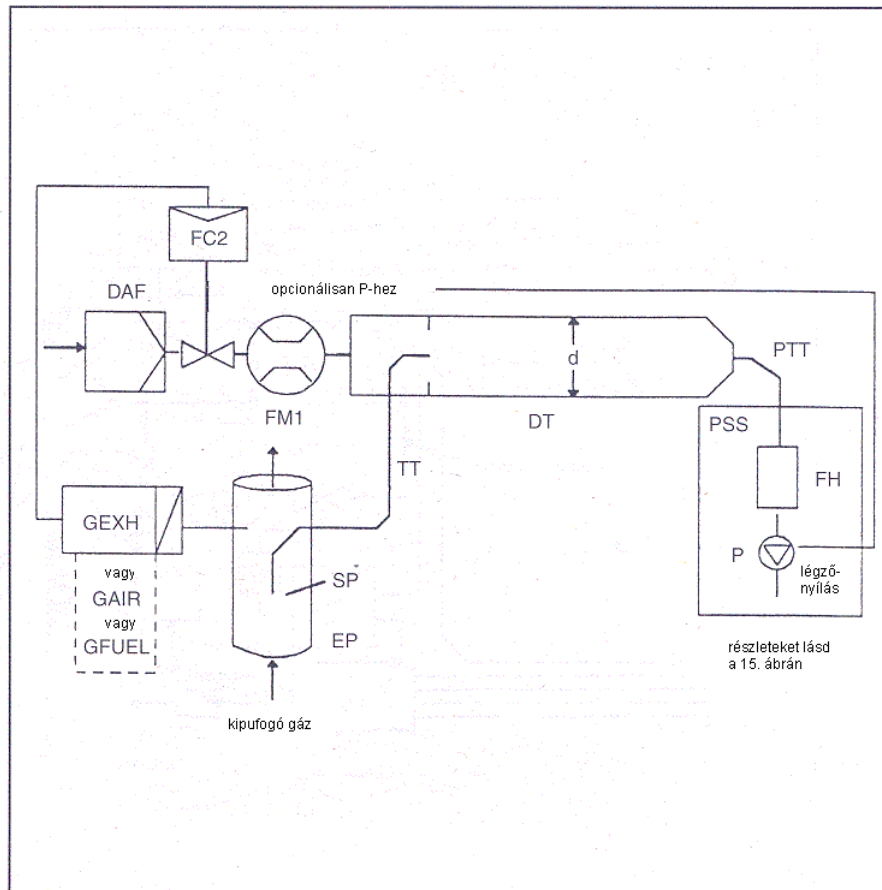 FC2
DAF
opcionálisan P-hez
d
PTT
FM1
DT
PSS
TT
FH
GEXH
P
légző-
nyílás
vagy
GAIR
vagy
GFUEL
SP
EP
részleteket lásd
a 15. ábrán
kipufogó gáz